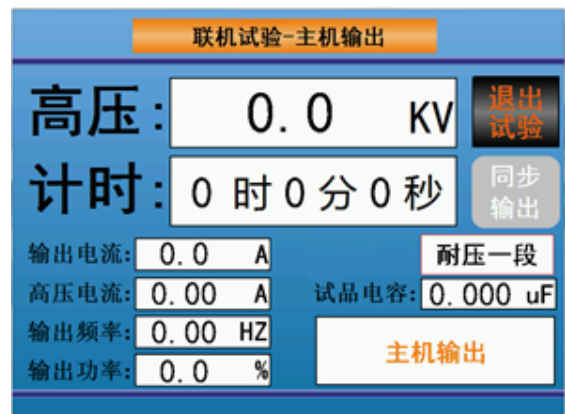 联机试验-主机输出
高压: 0.0 KV 退出试验
计时: 0 时 0 分 0 秒 同步输出
输出电流: 0.0 A 耐压一段
高压电流: 0.00 A 试品电容: 0.000 uF
输出频率: 0.00 HZ 主机输出
输出功率: 0.0 %